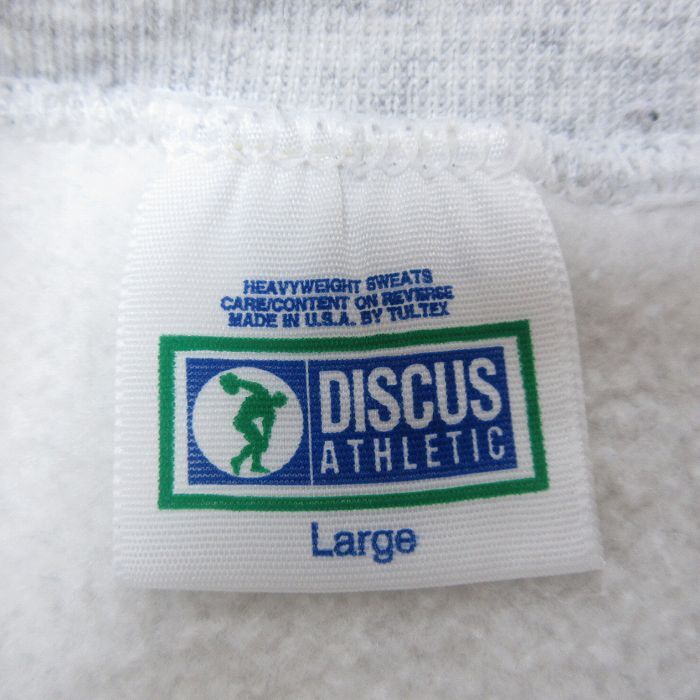 HEAVYWEIGHT SWEATS
CARE/CONTENT ON REVERSE
MADE IN U.S.A. BY TULTEX
DISCUS
ATHLETIC
Large